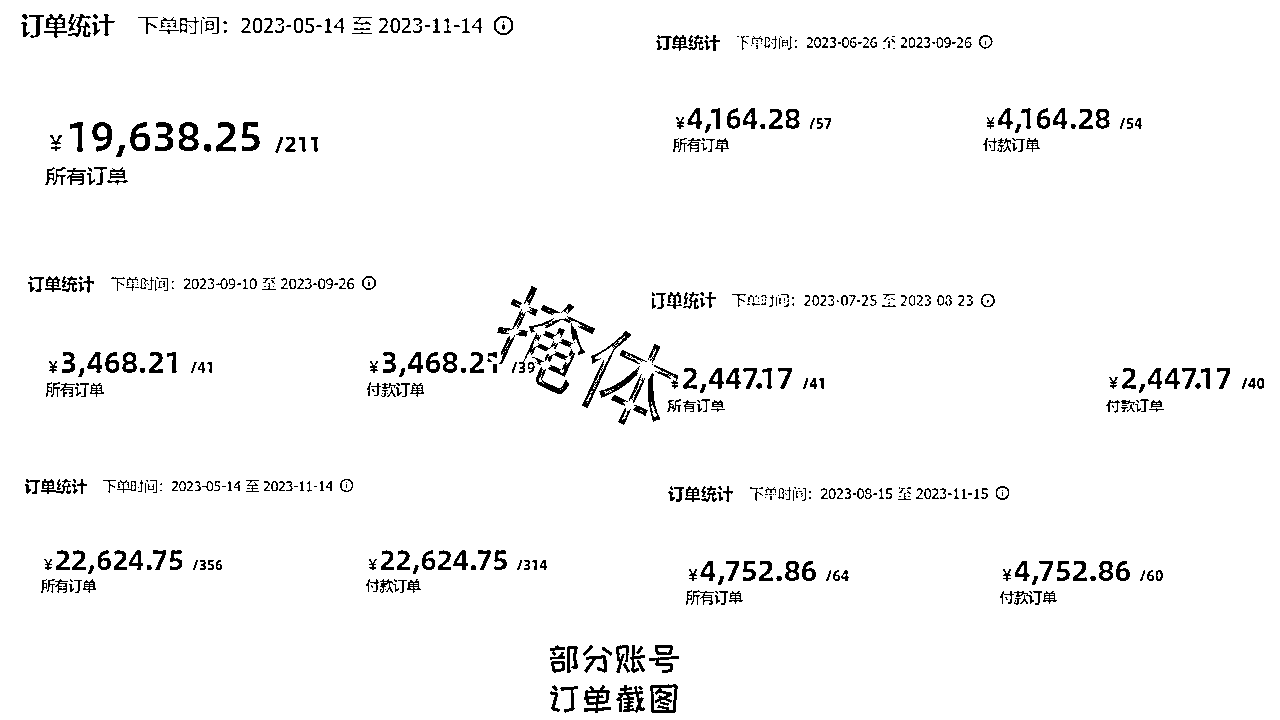 订单统计 下单时间：2023-05-14 至 2023-11-14
¥19,638.25 /211
所有订单
订单统计 下单时间：2023-06-26 至 2023-09-26
¥4,164.28 /57 ¥4,164.28 /54
所有订单 付款订单
订单统计 下单时间：2023-09-10 至 2023-09-26
¥3,468.21 /41 ¥3,468.21 /39
所有订单 付款订单
订单统计 下单时间：2023-07-25 至 2023-08-23
¥2,447.17 /41 ¥2,447.17 /40
所有订单 付款订单
订单统计 下单时间：2023-05-14 至 2023-11-14
¥22,624.75 /356 ¥22,624.75 /314
所有订单 付款订单
订单统计 下单时间：2023-08-15 至 2023-11-15
¥4,752.86 /64 ¥4,752.86 /60
所有订单 付款订单
部分账号
订单截图